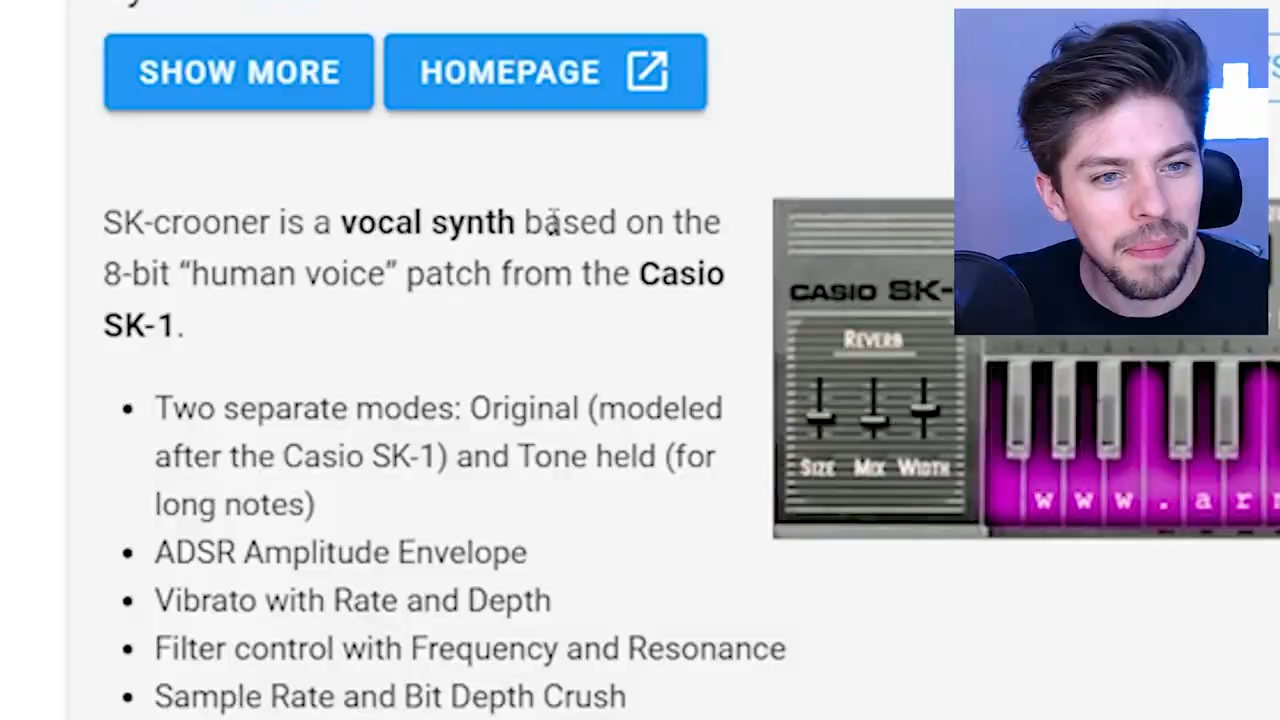 SHOW MORE
HOMEPAGE
SK-crooner is a vocal synth based on the
8-bit “human voice” patch from the Casio
SK-1.
• Two separate modes: Original (modeled
after the Casio SK-1) and Tone held (for
long notes)
• ADSR Amplitude Envelope
• Vibrato with Rate and Depth
• Filter control with Frequency and Resonance
• Sample Rate and Bit Depth Crush
CASIO SK-
REVERB
SIZE MIX WIDTH
www.ar